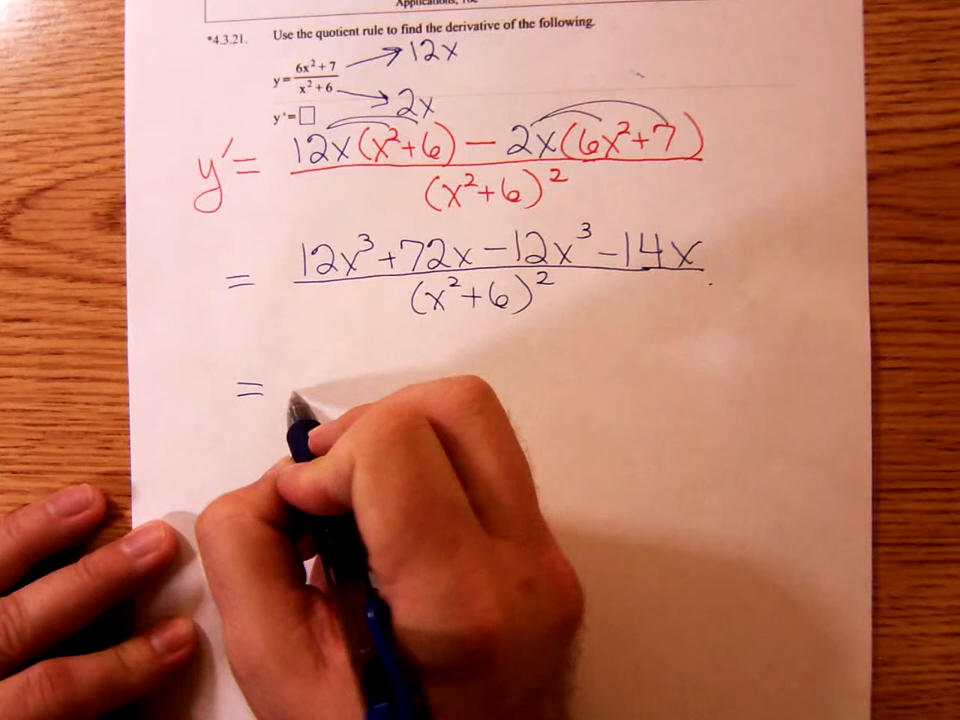 Applications, 10e
*4.3.21. Use the quotient rule to find the derivative of the following.
y = (6x² + 7)/(x² + 6) → 12x → 2x
y' = □
y' = (12x(x² + 6) − 2x(6x² + 7))/(x² + 6)²
= (12x³ + 72x − 12x³ − 14x)/(x² + 6)²
=